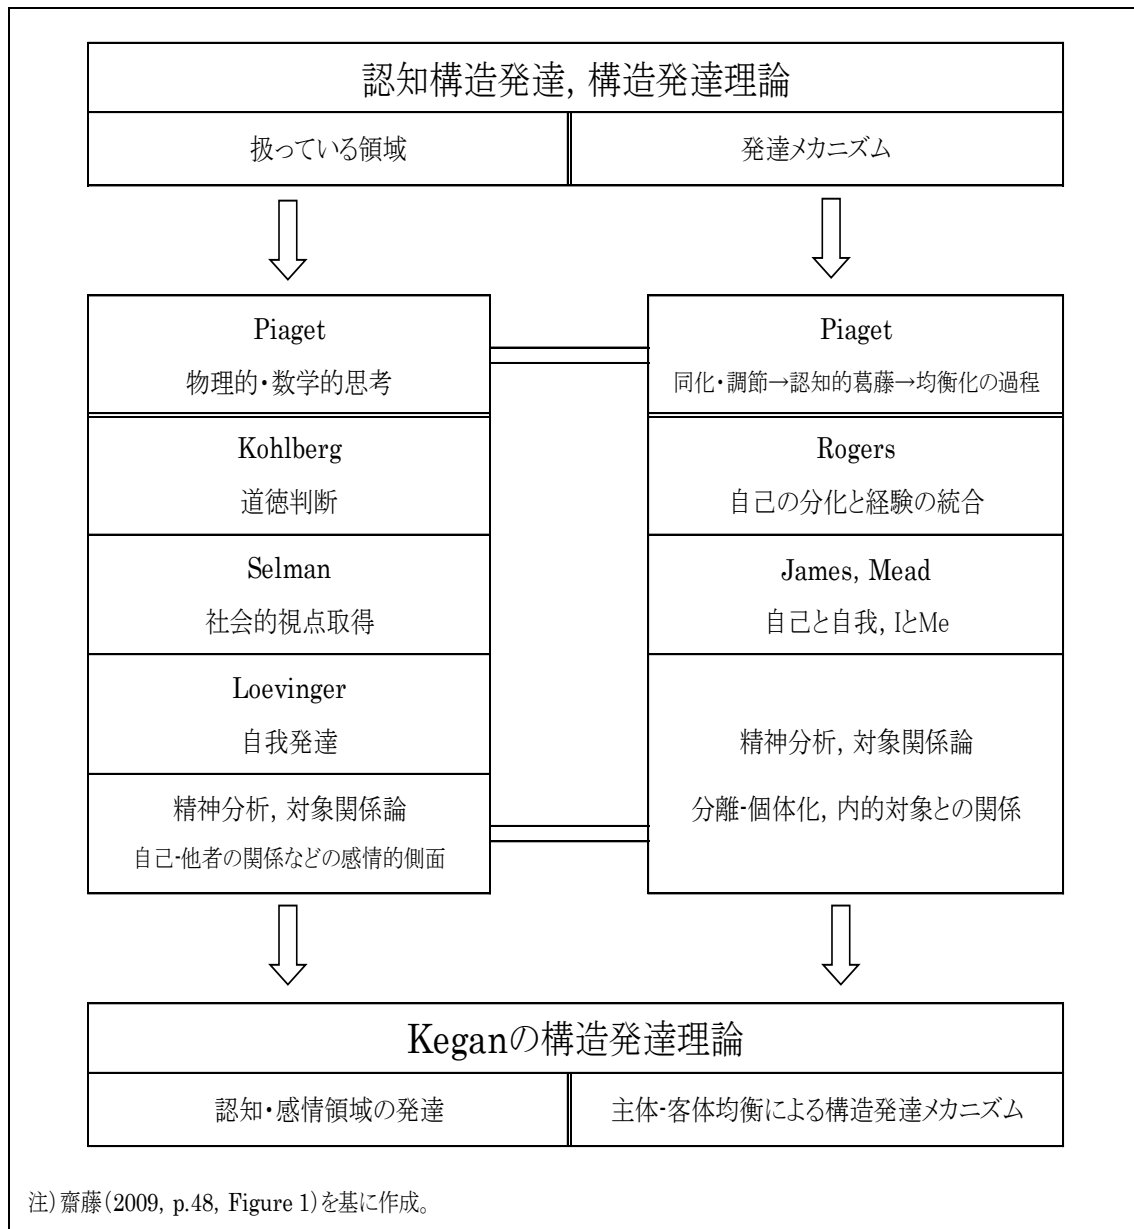 認知構造発達, 構造発達理論
扱っている領域
発達メカニズム
Piaget
物理的・数学的思考
Kohlberg
道徳判断
Selman
社会的視点取得
Loevinger
自我発達
精神分析, 対象関係論
自己-他者の関係などの感情的側面
Piaget
同化・調節→認知的葛藤→均衡化の過程
Rogers
自己の分化と経験の統合
James, Mead
自己と自我, IとMe
精神分析, 対象関係論
分離-個体化, 内的対象との関係
Keganの構造発達理論
認知・感情領域の発達
主体-客体均衡による構造発達メカニズム
注)齋藤(2009, p.48, Figure 1)を基に作成。